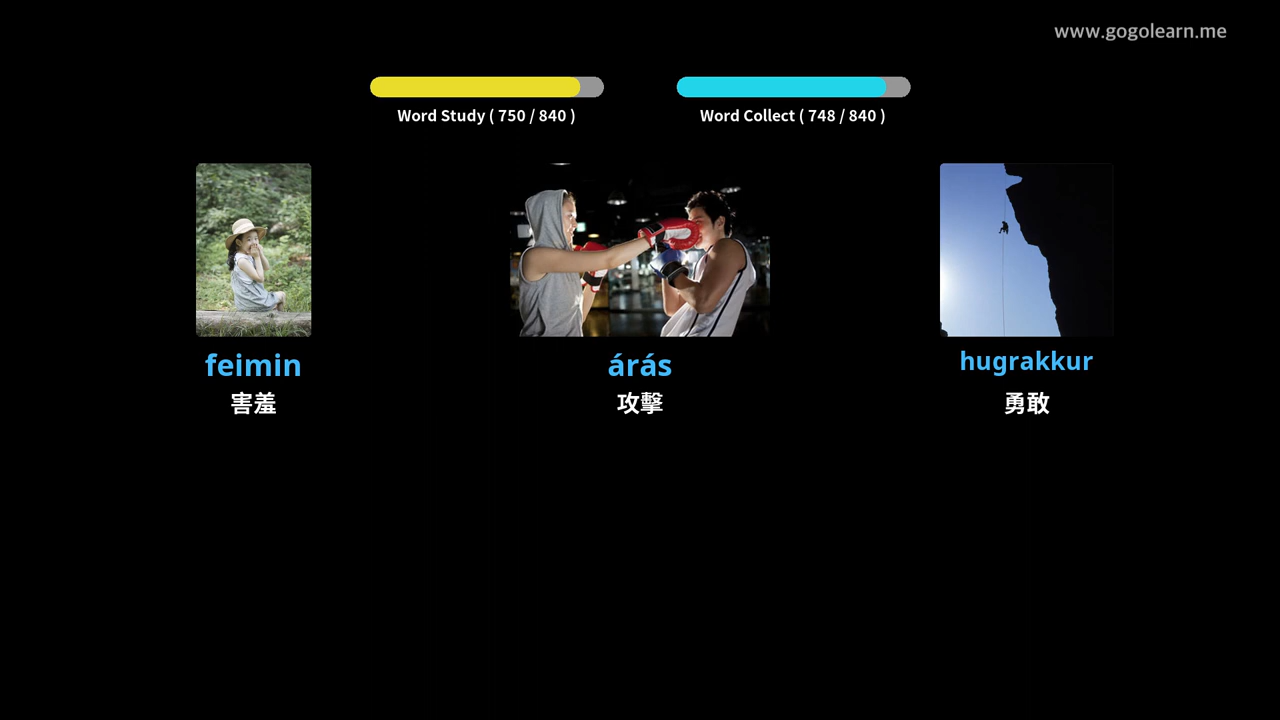 www.gogolearn.me
Word Study ( 750 / 840 )
Word Collect ( 748 / 840 )
feimin
árás
hugrakkur
害羞
攻擊
勇敢